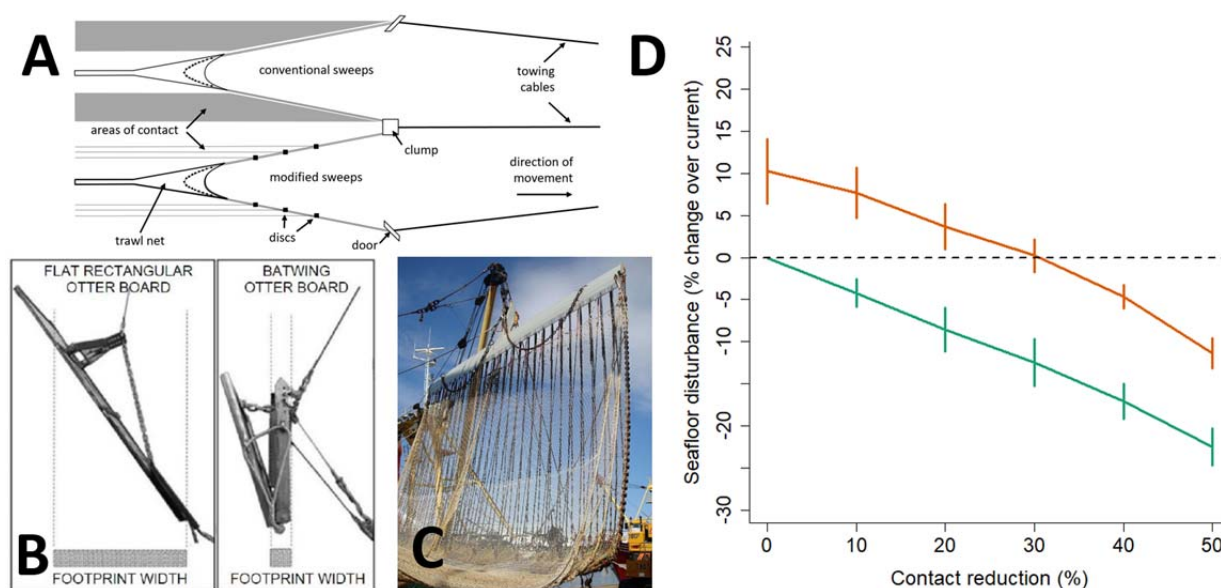 A
conventional sweeps
towing
cables
areas of contact
clump
modified sweeps
direction of
movement
trawl net
discs
door
B
FLAT RECTANGULAR
OTTER BOARD
FOOTPRINT WIDTH
BATWING
OTTER BOARD
FOOTPRINT WIDTH
C
D
Seafloor disturbance (% change over current)
25
20
15
10
5
0
-5
-10
-20
-30
0 10 20 30 40 50
Contact reduction (%)